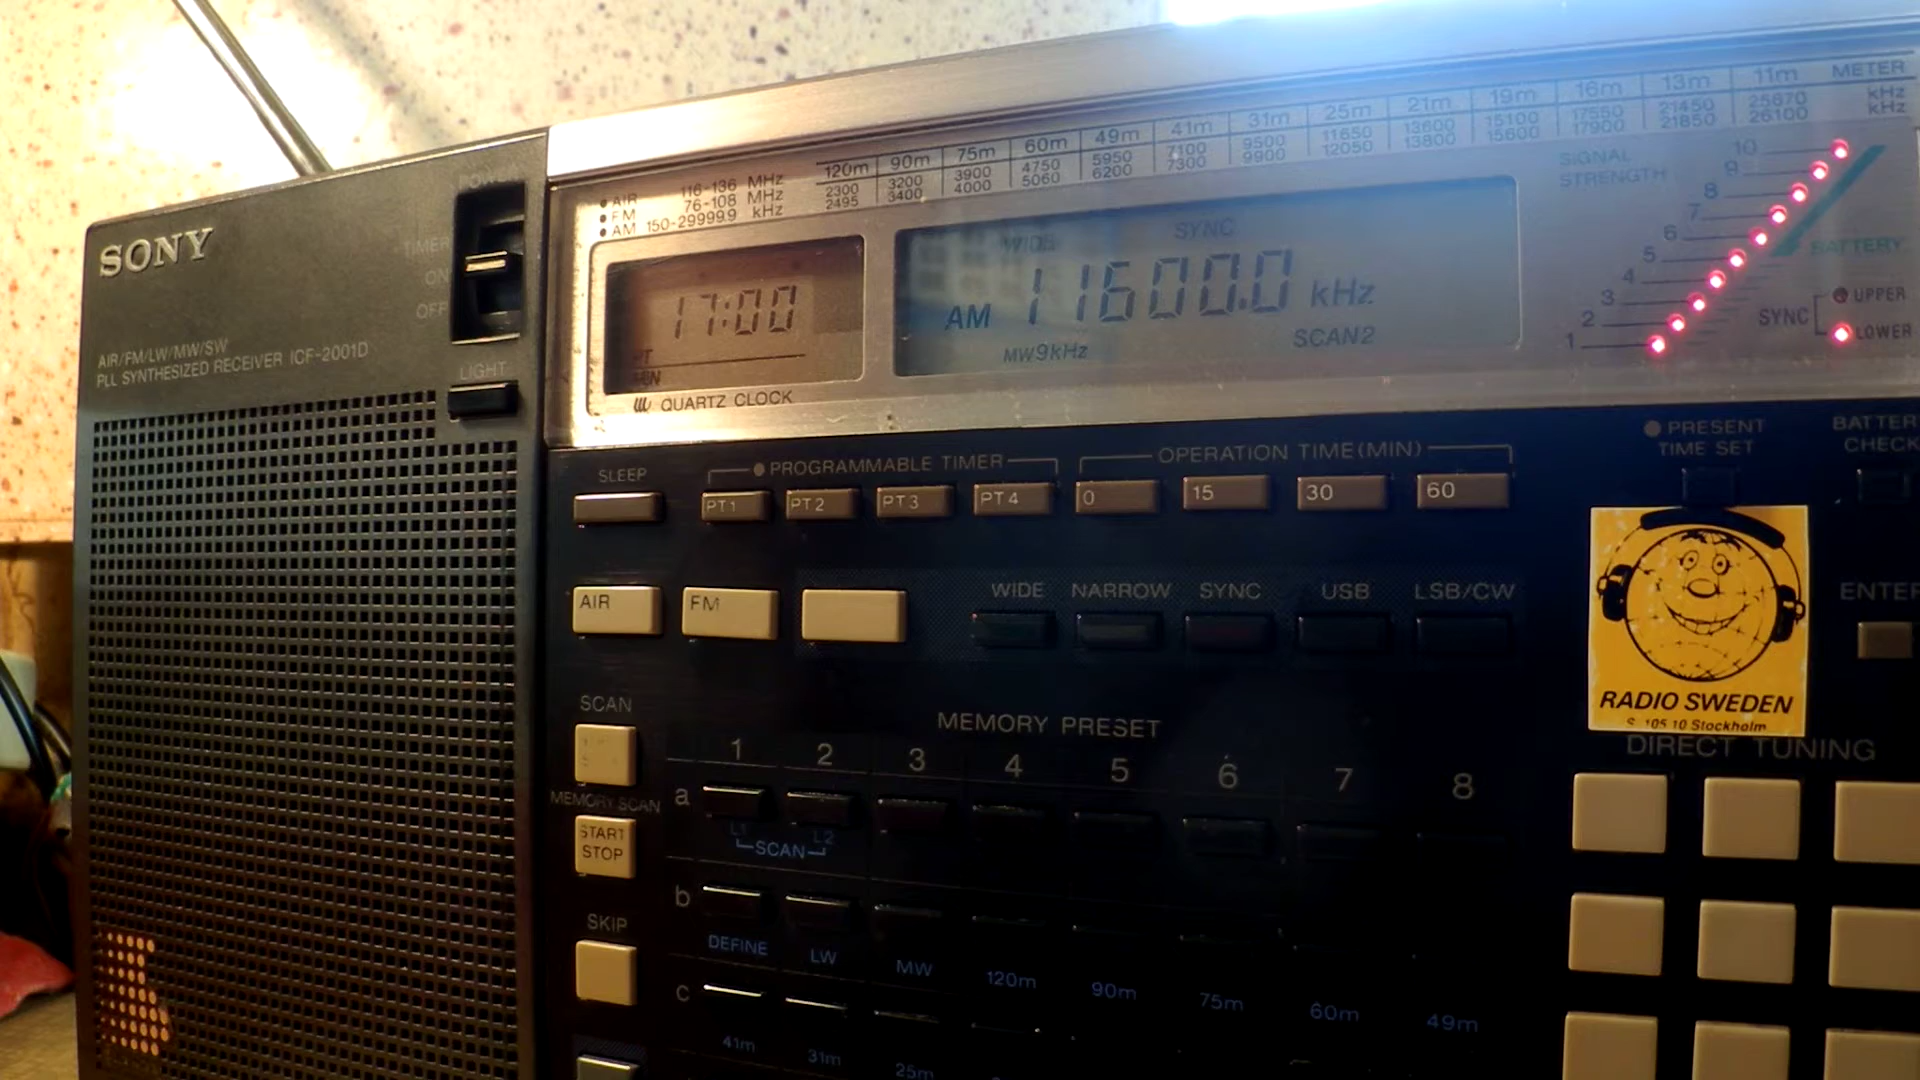 SONY
POWER
TIMER
ON
OFF
LIGHT
AIR/FM/LW/MW/SW
PLL SYNTHESIZED RECEIVER ICF-2001D
AIR 116-136 MHz
FM 76-108 MHz
AM 150-29999.9 kHz
120m 90m 75m 60m 49m 41m 31m 25m 21m 19m 16m 13m 11m METER
2300 3200 3900 4750 5950 7100 9500 11650 13600 15100 17550 21450 25670 kHz
2495 3400 4000 5060 6200 7300 9900 12050 13800 15600 17900 21850 26100 kHz
17:00
QUARTZ CLOCK
WIDE SYNC
AM 11600.0 kHz
MW9kHz SCAN2
SIGNAL
STRENGTH
10
9
8
7
6
5
4
3
2
1
BATTERY
SYNC
UPPER
LOWER
SLEEP
PROGRAMMABLE TIMER
OPERATION TIME(MIN)
PT1 PT2 PT3 PT4 0 15 30 60
PRESENT
TIME SET
BATTER
CHECK
AIR FM
WIDE NARROW SYNC USB LSB/CW
ENTER
RADIO SWEDEN
S- 105 10 Stockholm
DIRECT TUNING
SCAN
MEMORY PRESET
1 2 3 4 5 6 7 8
MEMORY SCAN
START
STOP
a
L1 L2
SCAN
b
SKIP
DEFINE LW MW 120m 90m 75m 60m 49m
c
41m 31m 25m